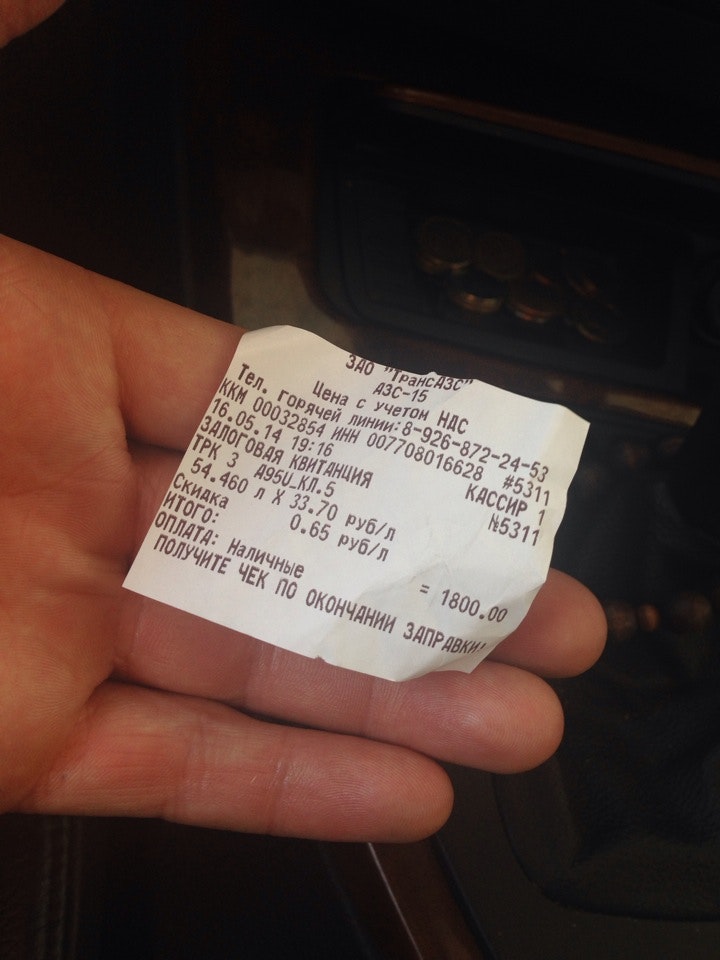 ЗАО "ТрансАЗС"
АЗС-15
Цена с учетом НДС
Тел. горячей линии:8-926-872-24-53
ККМ 00032854 ИНН 007708016628 #5311
16.05.14 19:16 КАССИР 1
ЗАЛОГОВАЯ КВИТАНЦИЯ №5311
ТРК 3 А95U_КЛ.5
54.460 л X 33.70 руб/л
Скидка 0.65 руб/л
ИТОГО: = 1800.00
ОПЛАТА: Наличные
ПОЛУЧИТЕ ЧЕК ПО ОКОНЧАНИИ ЗАПРАВКИ!